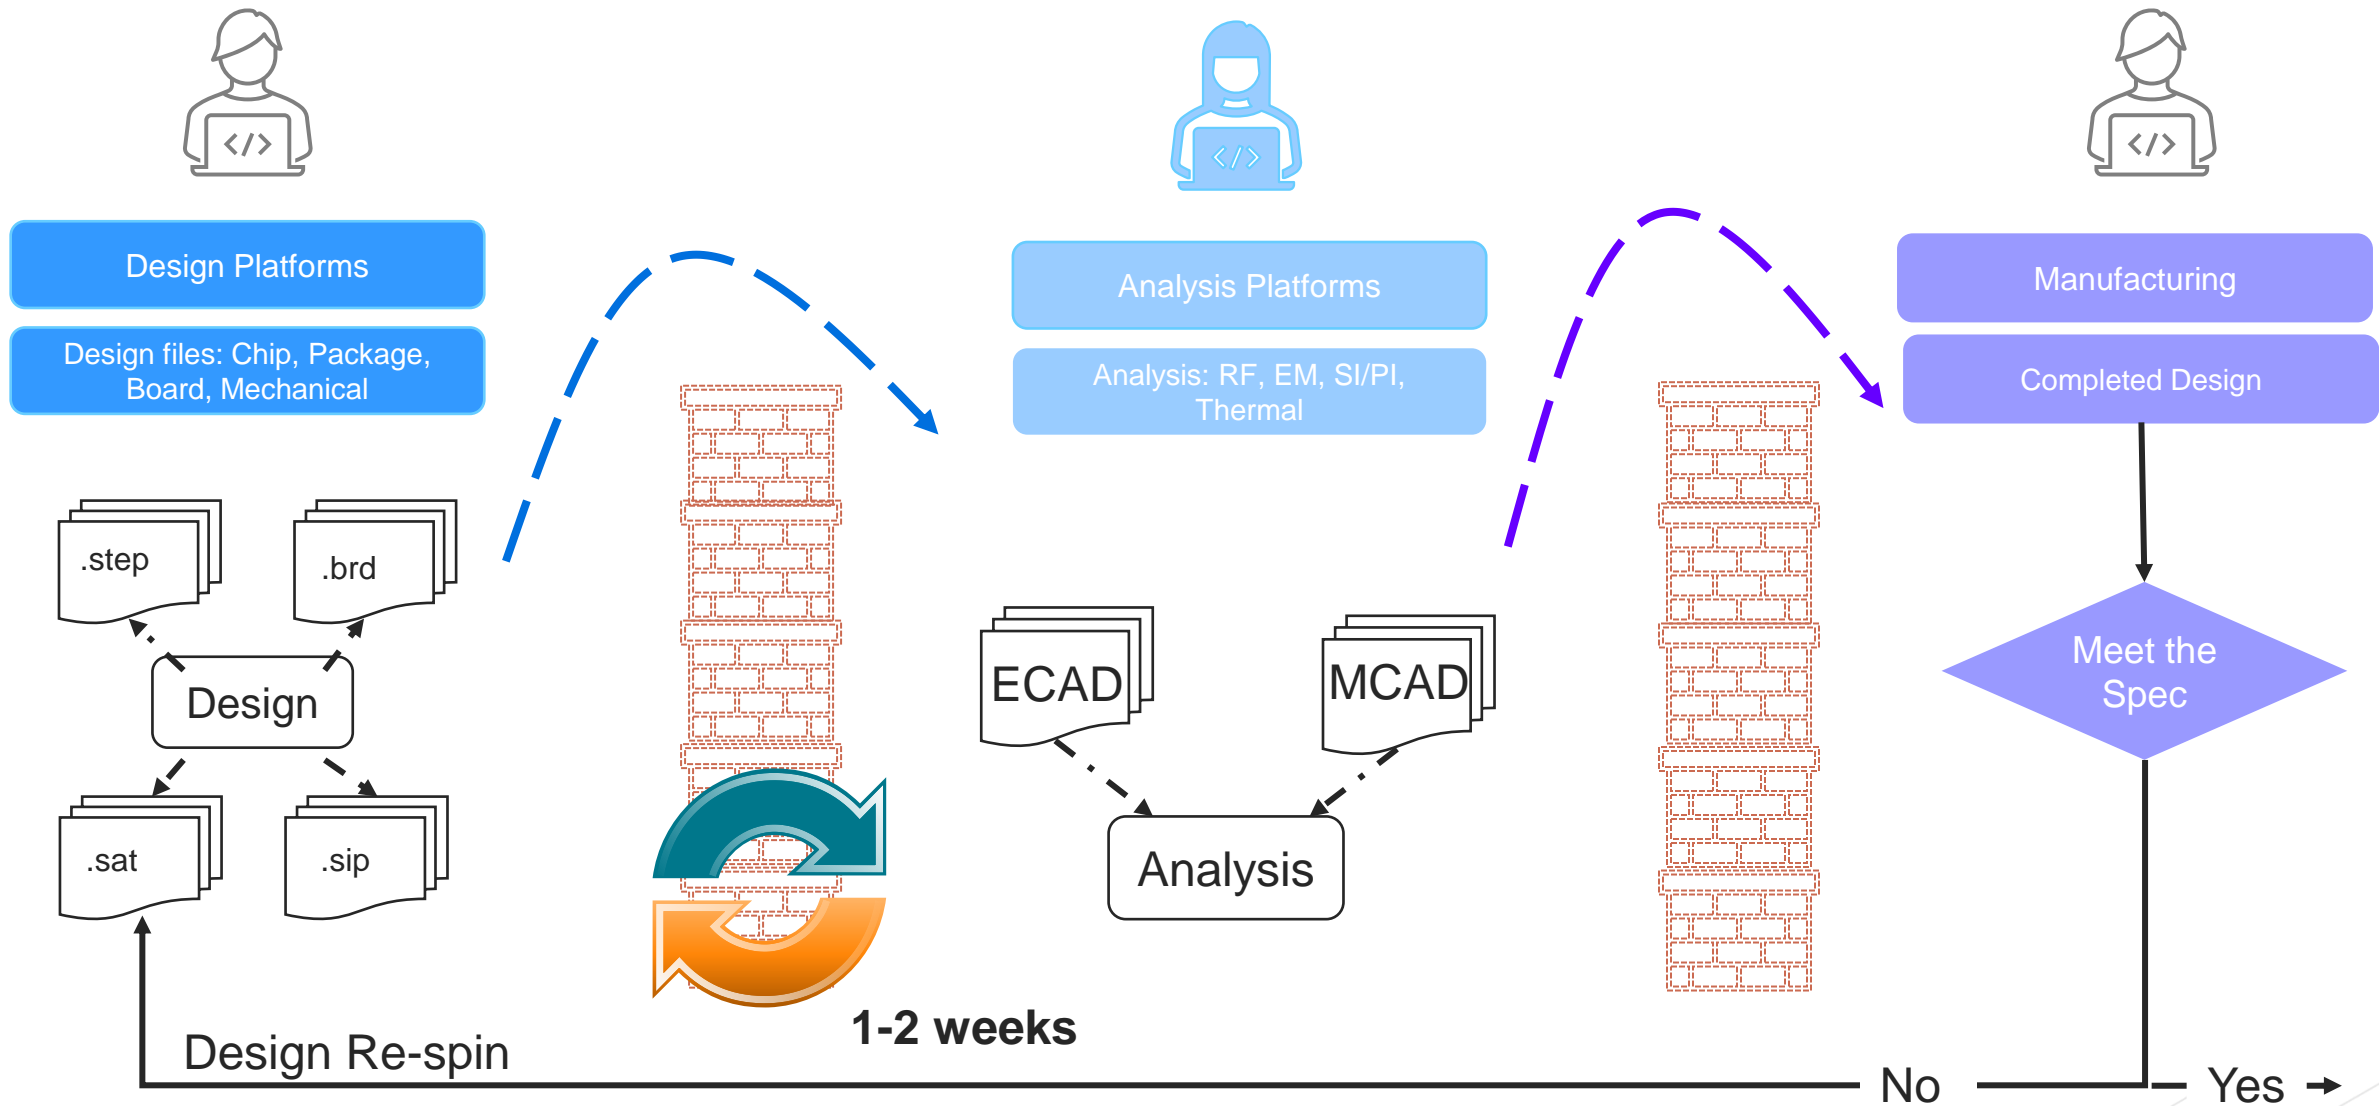 </>
</>
</>
Design Platforms
Design files: Chip, Package,
Board, Mechanical
Analysis Platforms
Analysis: RF, EM, SI/PI,
Thermal
Manufacturing
Completed Design
.step
.brd
Design
.sat
.sip
ECAD
MCAD
Analysis
Meet the
Spec
1-2 weeks
Design Re-spin
No
Yes